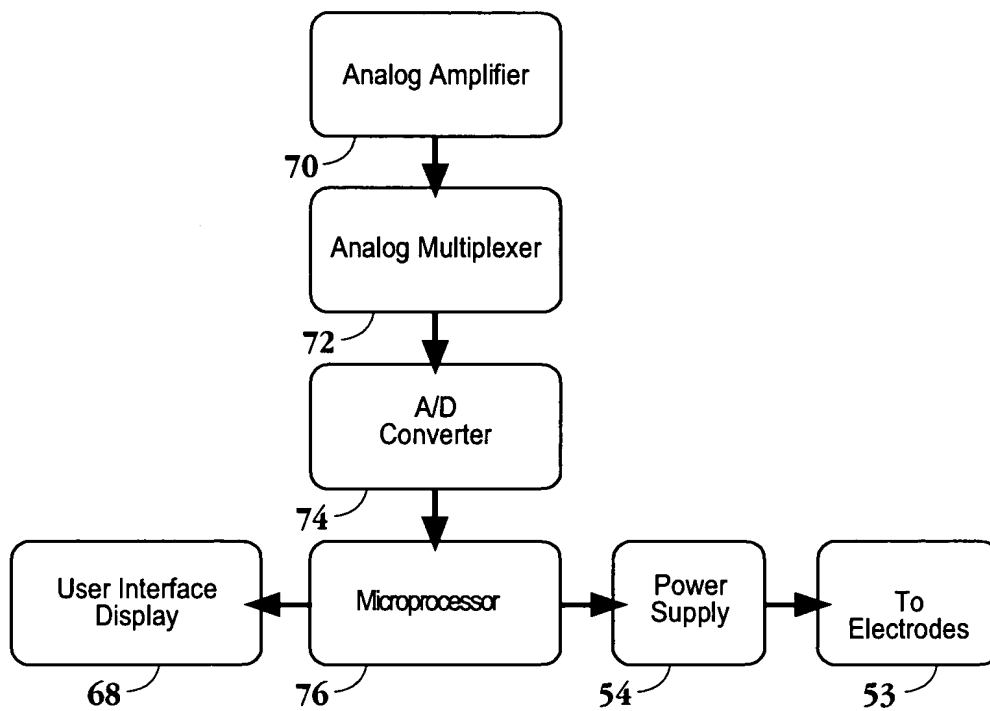 Analog Amplifier
70
Analog Multiplexer
72
A/D
Converter
74
User Interface
Display
68
Microprocessor
76
Power
Supply
54
To
Electrodes
53